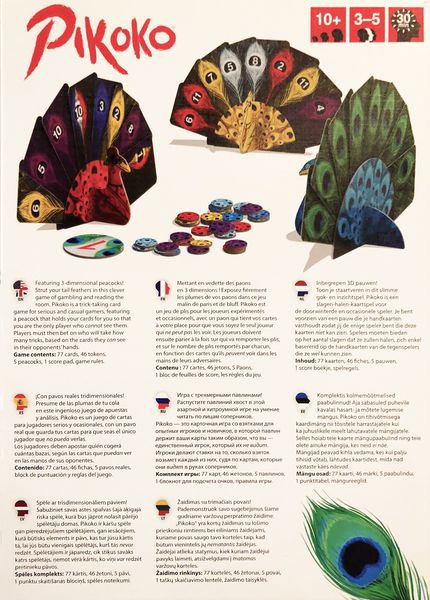 PIKOKO
10+
3–5
30
EN
Featuring 3-dimensional peacocks!
Strut your tail feathers in this clever
game of gambling and reading the
room. Pikoko is a trick-taking card
game for serious and casual gamers, featuring
a peacock that holds your cards for you so that
you are the only player who cannot see them.
Players must then bet on who will take how
many tricks, based on the cards they can see
in their opponents' hands.
Game contents: 77 cards, 46 tokens,
5 peacocks, 1 score pad, game rules.
FR
Mettant en vedette des paons
en 3 dimensions ! Exposez fièrement
les plumes de vos paons dans ce jeu
malin de paris et de bluff. Pikoko est
un jeu de plis pour les joueurs expérimentés
et occasionnels, avec un paon qui tient vos cartes
à votre place pour que vous soyez le seul joueur
qui ne peut pas les voir. Les joueurs doivent
ensuite parier à la fois sur qui va remporter les plis,
et sur le nombre de plis remportés par chacun,
en fonction des cartes qu'ils peuvent voir dans les
mains de leurs adversaires.
Contenu : 77 cartes, 46 jetons, 5 Paons,
1 bloc de feuilles de score, les règles du jeu.
NL
Inbegrepen 3D pauwen!
Toon je staartveren in dit slimme
gok- en inzichtspel. Pikoko is een
slagen-/slim-kaartspel voor
de doorwinterde en occasionele speler. Je bent
voorzien van een pauw die je handkaarten
vasthoudt zodat jij de enige speler bent die deze
kaarten niet kan zien. Spelers moeten bieden
op het aantal slagen dat ze zullen halen, zich enkel
baserend op de kaarten van de tegenspelers
die ze wel kunnen zien.
Inhoud: 77 kaarten, 46 fiches, 5 pauwen,
1 score boekje, spelregels.
ES
¡Con pavos reales tridimensionales!
Presume de las plumas de tu cola
en este ingenioso juego de apuestas
y análisis. Pikoko es un juego de cartas
para jugadores serios y ocasionales, con un pavo
real que guarda tus cartas para que seas el único
jugador que no puede verlas.
Los jugadores deben apostar quién cogerá
cuántas bazas, según las cartas que puedan ver
en las manos de sus oponentes.
Contenido: 77 cartas, 46 fichas, 5 pavos reales,
bloc de puntuación y reglas del juego.
RU
Игра с трехмерными павлинами!
Распустите павлиний хвост в этой
азартной и хитроумной игре на умение
читать по лицам соперников.
Pikoko — это карточная игра со взятками для
опытных игроков и новичков, в которой павлин
держит ваши карты таким образом, что вы —
единственный игрок, который их не видит.
Игроки делают ставки на то, сколько взяток
возьмет каждый из них, судя по картам, которые
они видят в руках соперников.
Комплект игры: 77 карт, 46 жетонов, 5 павлинов,
1 блокнот для подсчета очков, правила игры.
EE
Komplektis kolmemõõtmelised
paabulinnud! Aja sabasuled puhevile
kavalas hasart- ja mõtete lugemise
mängus. Pikoko on tihivõtmisega
kaardimäng nii tõsistele harrastajatele kui
ka juhuslikele meelt lahutavatele mängijatele.
Selles hoiab teie kaarte mängupaabulind ning teie
olete ainuke mängija, kes neid ei näe.
Mängijad peavad kihla vedama, kes kui palju
tihisid võtab, lähtudes kaartidest, mida nad
vastaste käes näevad.
Mängu osad: 77 kaarti, 46 märki, 5 paabulindu,
1 punktitabel, mängureeglid.
LV
Spēle ar trīsdimensionāliem pāviem!
Sabužiniet savas astes spalvas šajā gudrajā
azarta spēlē, kurā būs jāprot nolasīt pārējo
spēlētāju domas. Pikoko ir kāršu spēle
gan pieredzējušiem spēlētājiem, gan iesācējiem,
kurā būtisks elements ir pāvs, kas tur jūsu kārtis
tā, lai jūs būtu vienīgais spēlētājs, kurš tās nevar
redzēt. Spēlētājiem ir jāparedz, cik stiķus savāks
katrs spēlētājs, ņemot vērā kārtis, ko viņi var redzēt
pretinieku rokās.
Spēles komplekts: 77 kārtis, 46 žetoni, 5 pāvi,
1 punktu skaitīšanas blociņš, spēles noteikumi.
LT
Žaidimas su trimačiais povais!
Pademonstruok savo sugebėjimus šiame
gudriame varžovų perpratimo žaidime.
„Pikoko" yra kortų žaidimas su lošimo
prieskoniu rimtiems bei eiliniams žaidėjams,
kuriame povas saugo tavo korteles taip, kad
būtum vienintelis jų nematantis žaidėjas.
Žaidėjai atlieka statymus, kiek kuriam žaidėjui
pavyks laimėti, atsižvelgdami į matomas
varžovų korteles.
Žaidimo rinkinys: 77 kortelės, 46 žetonai, 5 povai,
1 taškų skaičiavimo lentelė, žaidimo taisyklės.